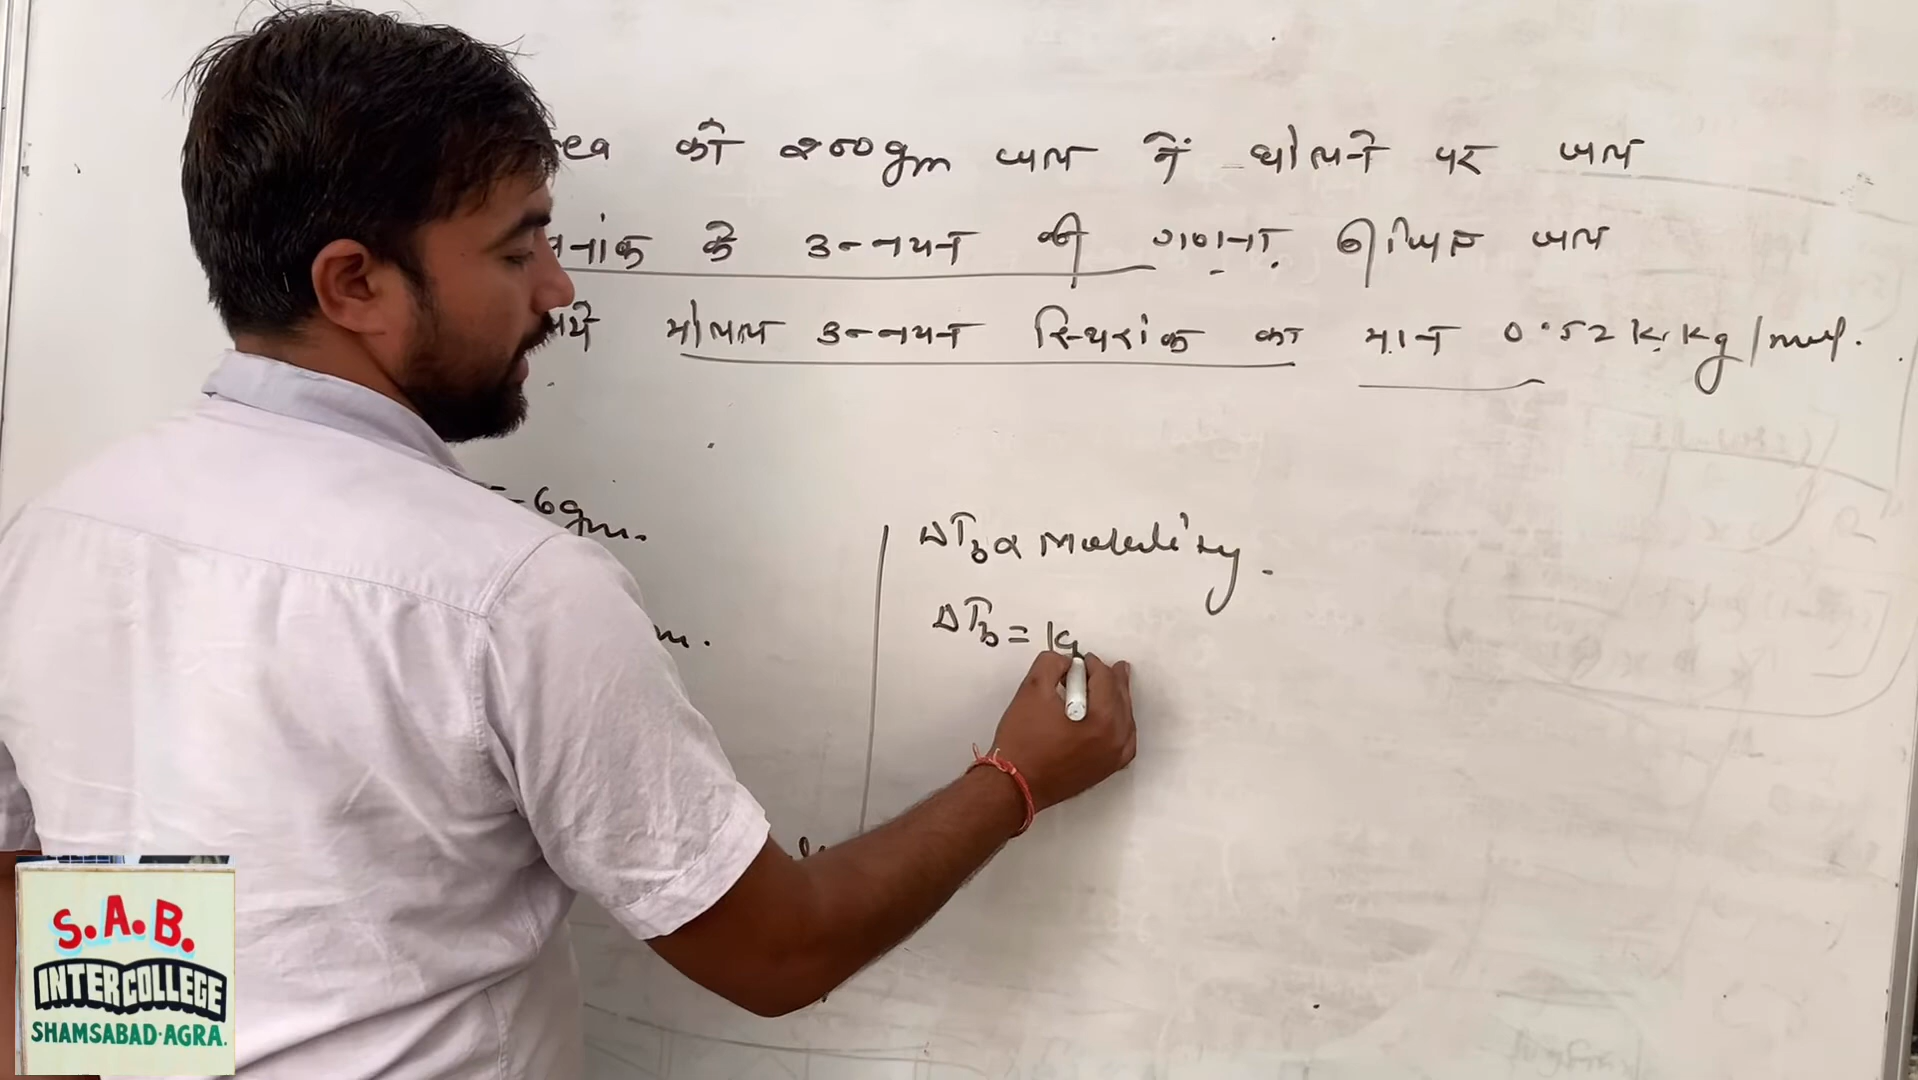 को 200gm जल में घोलने पर जल
के उन्नयन की गणना कीजिए जल
मोलल उन्नयन स्थिरांक का मान 0.52 K.Kg/mol.
6gm.
ΔTb α Molality.
ΔTb = K
S.A.B.
INTERCOLLEGE
SHAMSABAD·AGRA.